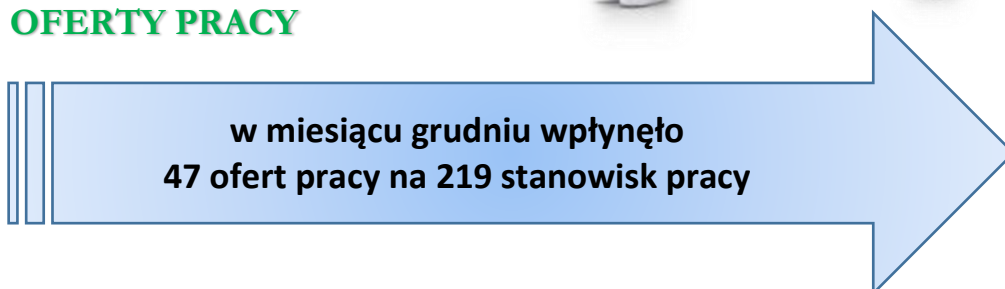 OFERTY PRACY
w miesiącu grudniu wpłynęło
47 ofert pracy na 219 stanowisk pracy